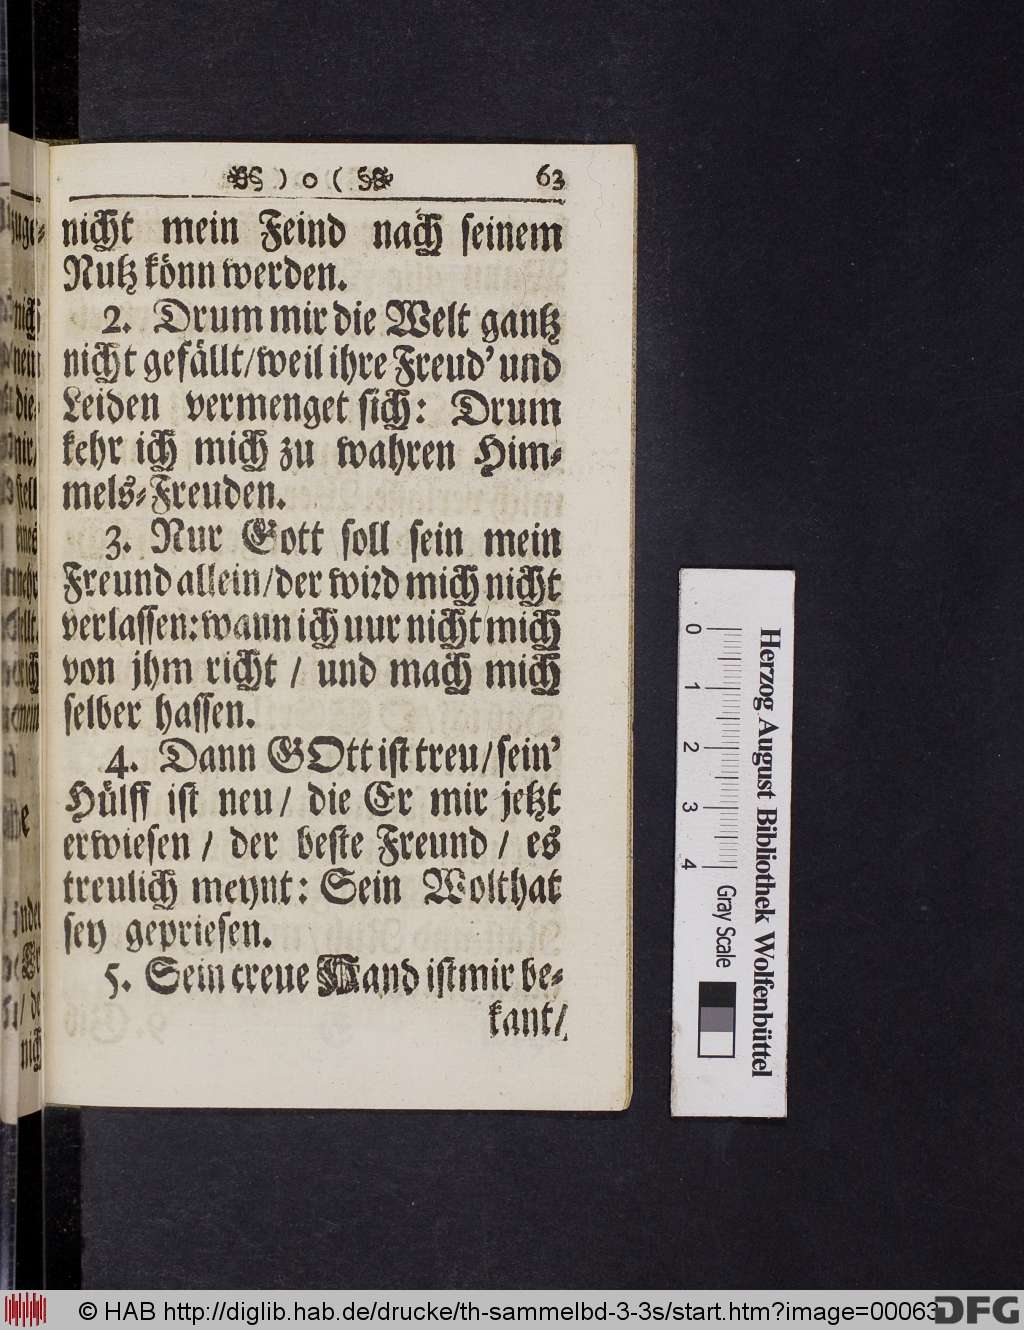 ) o ( 63
nicht mein Feind nach seinem
Nutz könn werden.
2. Drum mir die Welt gantz
nicht gefällt/weil ihre Freud' und
Leiden vermenget sich: Drum
kehr ich mich zu wahren Him-
mels-Freuden.
3. Nur Gott soll sein mein
Freund allein/der wird mich nicht
verlassen: wann ich nur nicht mich
von jhm richt / und mach mich
selber hassen.
4. Dann GOtt ist treu/sein'
Hülff ist neu/ die Er mir jetzt
erwiesen / der beste Freund / es
treulich meynt: Sein Wolthat
sey gepriesen.
5. Sein treue Hand ist mir be-
kant/
Herzog August Bibliothek Wolfenbüttel
0 1 2 3 4
Gray Scale
© HAB http://diglib.hab.de/drucke/th-sammelbd-3-3s/start.htm?image=00063
DFG